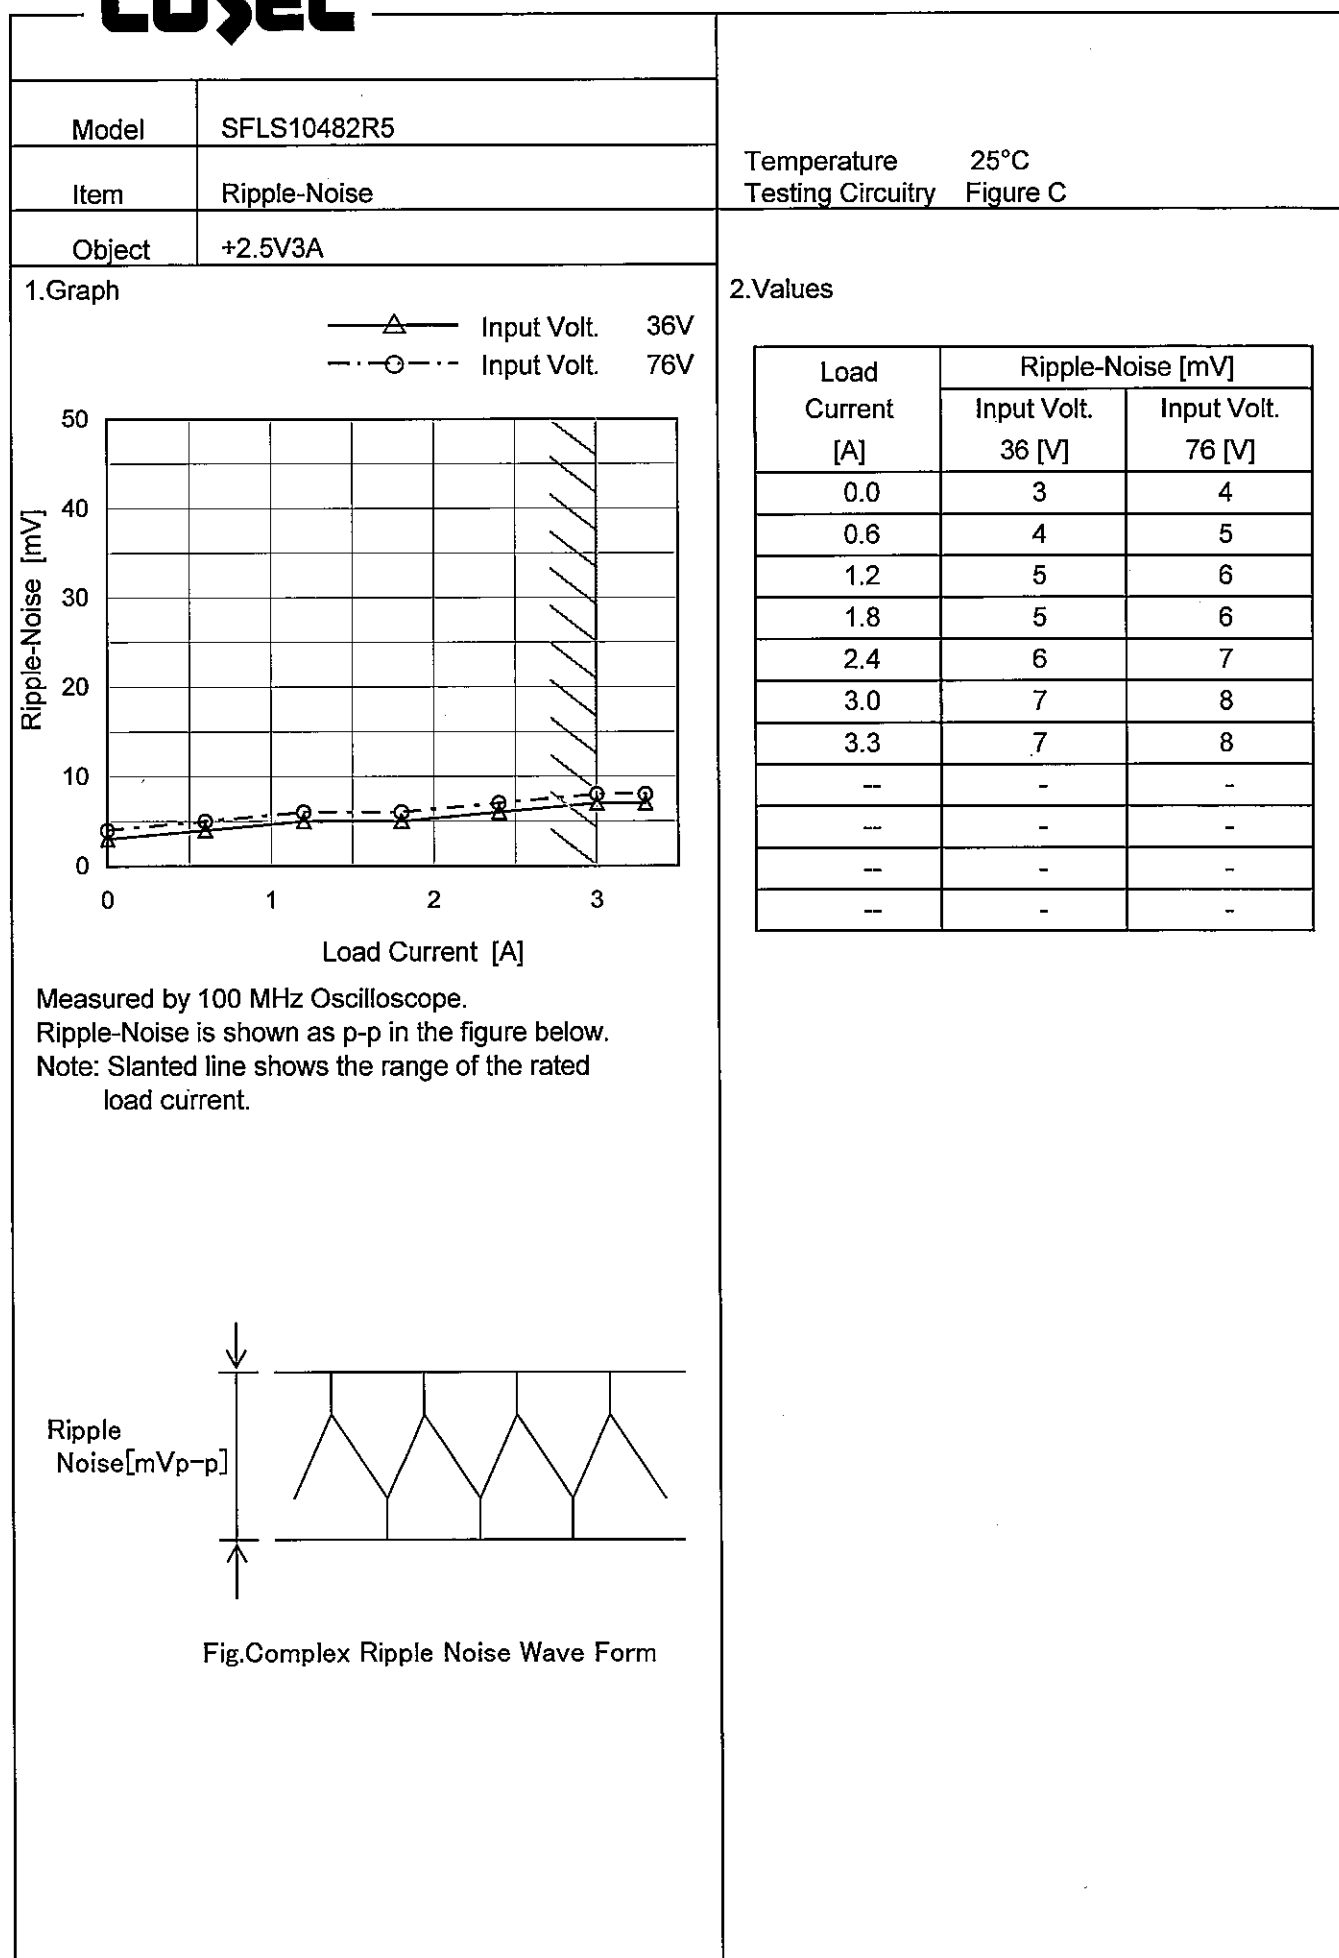 COSEL
Model SFLS10482R5
Item Ripple-Noise
Object +2.5V3A
Temperature 25°C
Testing Circuitry Figure C
1.Graph
Input Volt. 36V
Input Volt. 76V
50
40
30
20
10
0
Ripple-Noise [mV]
0 1 2 3
Load Current [A]
Measured by 100 MHz Oscilloscope.
Ripple-Noise is shown as p-p in the figure below.
Note: Slanted line shows the range of the rated
load current.
Ripple
Noise[mVp-p]
Fig.Complex Ripple Noise Wave Form
2.Values
Load Ripple-Noise [mV]
Current Input Volt. Input Volt.
[A] 36 [V] 76 [V]
0.0 3 4
0.6 4 5
1.2 5 6
1.8 5 6
2.4 6 7
3.0 7 8
3.3 7 8
-- - -
-- - -
-- - -
-- - -